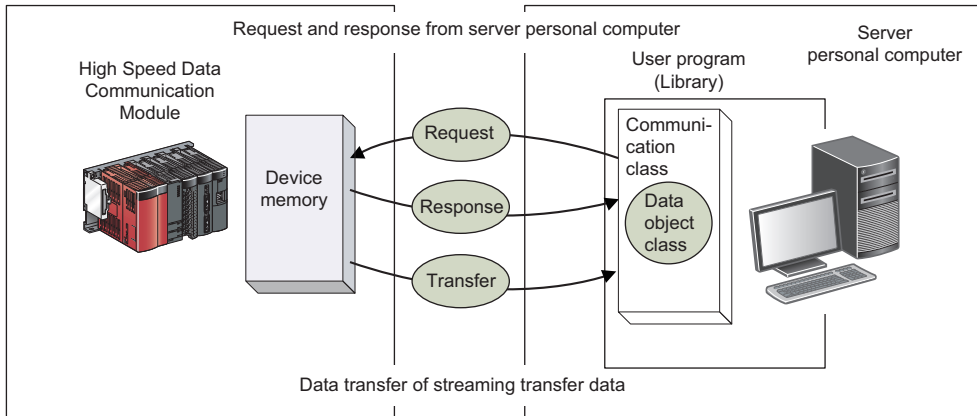 Request and response from server personal computer
Server
personal computer
High Speed Data
Communication
Module
User program
(Library)
Device
memory
Request
Response
Transfer
Communi-
cation
class
Data
object
class
Data transfer of streaming transfer data